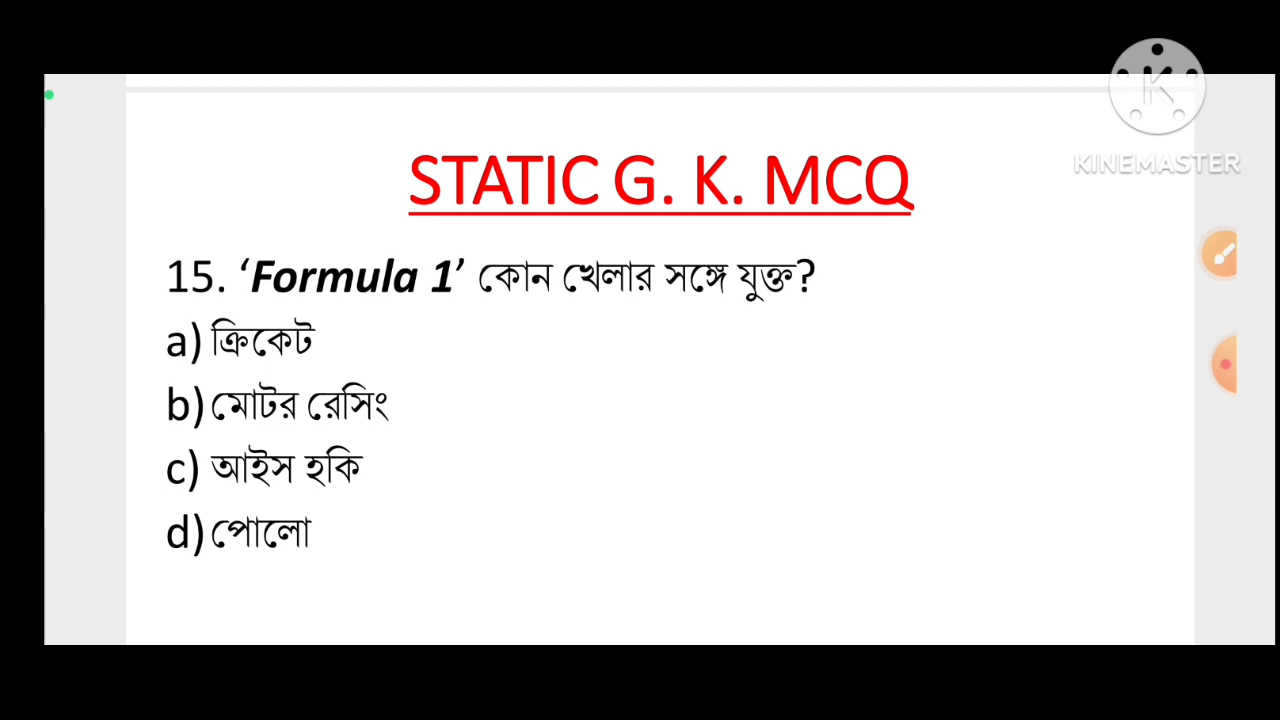 STATIC G. K. MCQ
15. ‘Formula 1’ কোন খেলার সঙ্গে যুক্ত?
a) ক্রিকেট
b) মোটর রেসিং
c) আইস হকি
d) পোলো
K
KINEMASTER